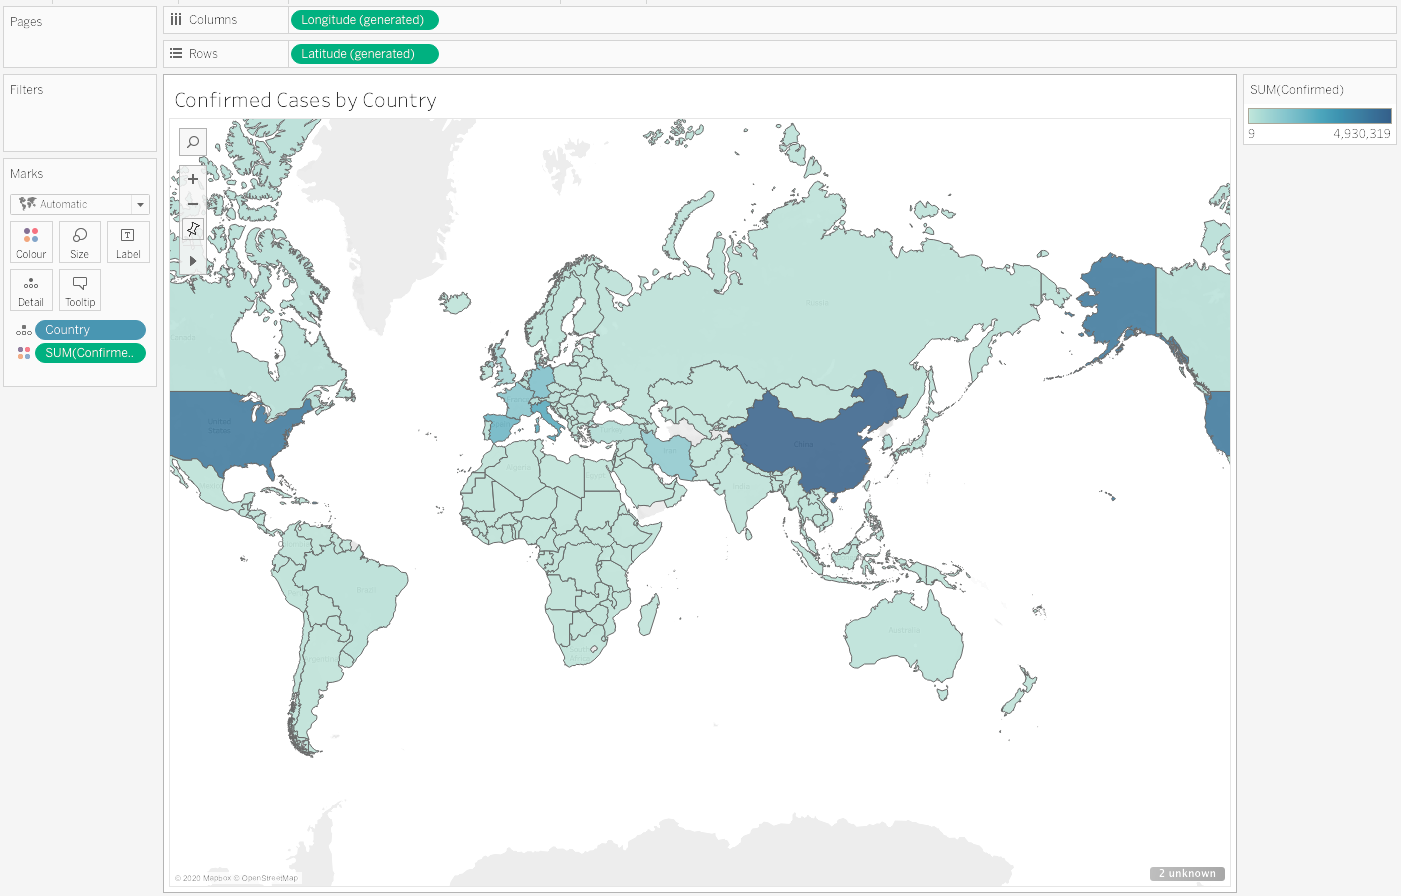 Pages
Columns
Longitude (generated)
Rows
Latitude (generated)
Filters
Marks
Automatic
Colour
Size
Label
Detail
Tooltip
Country
SUM(Confirme..
Confirmed Cases by Country
Russia
Canada
United
States
China
Iran
India
Algeria
Egypt
Brazil
Australia
Argentina
South
© 2020 Mapbox © OpenStreetMap
2 unknown
SUM(Confirmed)
9
4,930,319